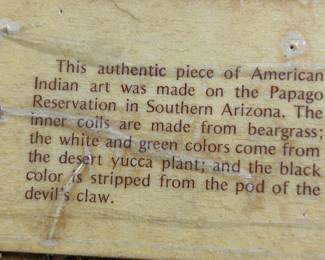 This authentic piece of American
Indian art was made on the Papago
Reservation in Southern Arizona. The
inner coils are made from beargrass;
the white and green colors come from
the desert yucca plant; and the black
color is stripped from the pod of the
devil's claw.